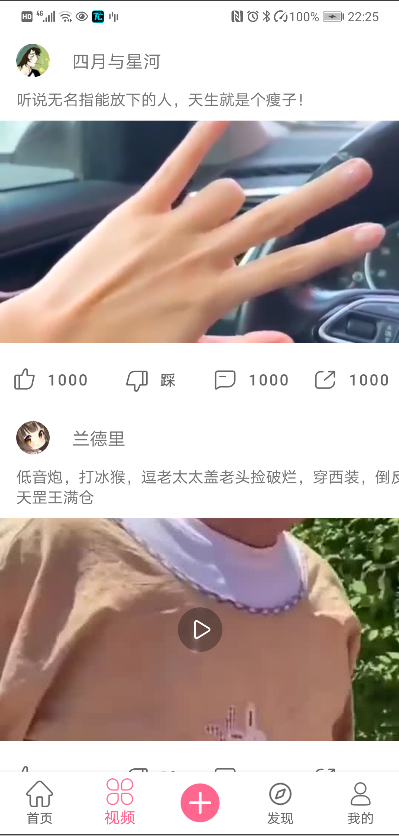 HD 46 100% 22:25
四月与星河
听说无名指能放下的人，天生就是个瘦子！
1000 踩 1000 1000
兰德里
低音炮，打冰猴，逗老太太盖老头捡破烂，穿西装，倒反
天罡王满仓
首页 视频 发现 我的